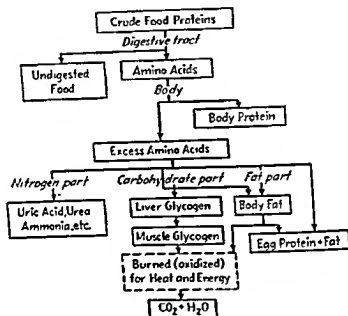 Crude Food Proteins
Digestive tract
Undigested
Food
Amino Acids
Body
Body Protein
Excess Amino Acids
Nitrogen part
Carbohydrate part
Fat part
Uric Acid, Urea
Ammonia, etc.
Liver Glycogen
Body Fat
Muscle Glycogen
Egg Protein + Fat
Burned (oxidized)
for Heat and Energy
CO₂ + H₂O